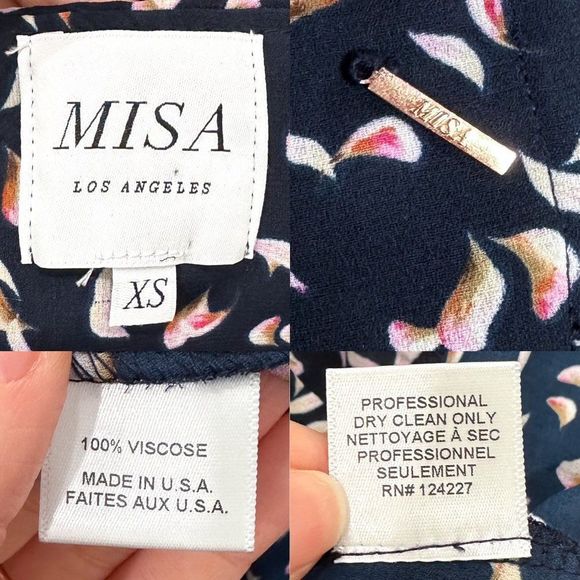 MISA
LOS ANGELES
XS
MISA
100% VISCOSE
MADE IN U.S.A.
FAITES AUX U.S.A.
PROFESSIONAL
DRY CLEAN ONLY
NETTOYAGE À SEC
PROFESSIONNEL
SEULEMENT
RN# 124227